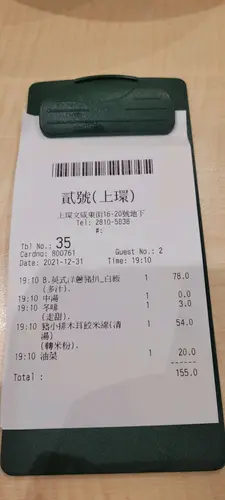 貳號(上環)
上環文咸東街16-20號地下
Tel: 2810-5838
#:
Tbl No.: 35
Cardno: 800761 Guest No.: 2
Date: 2021-12-31 Time: 19:10
19:10 B.英式洋蔥豬扒_白飯 1 78.0
(多汁).
19:10 中湯 1 0.0
19:10 冬啡 1 3.0
(走甜).
19:10 豬小排木耳餃米線(清 1 54.0
湯)
(轉米粉).
19:10 油菜 1 20.0
Total : 155.0